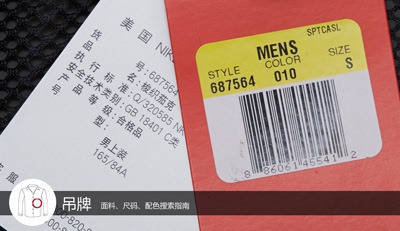 美 国 NIKE
货 号：687564
品 名：梭织茄克
执 行 标 准：Q/320585 NK
安全技术类别：GB 18401 C类
产 品 等 级：合格品
型：男上装
165/84A
SPTCASL
MENS
STYLE COLOR SIZE
687564 010 S
8 86061 45541 2
吊牌 面料、尺码、配色搜索指南